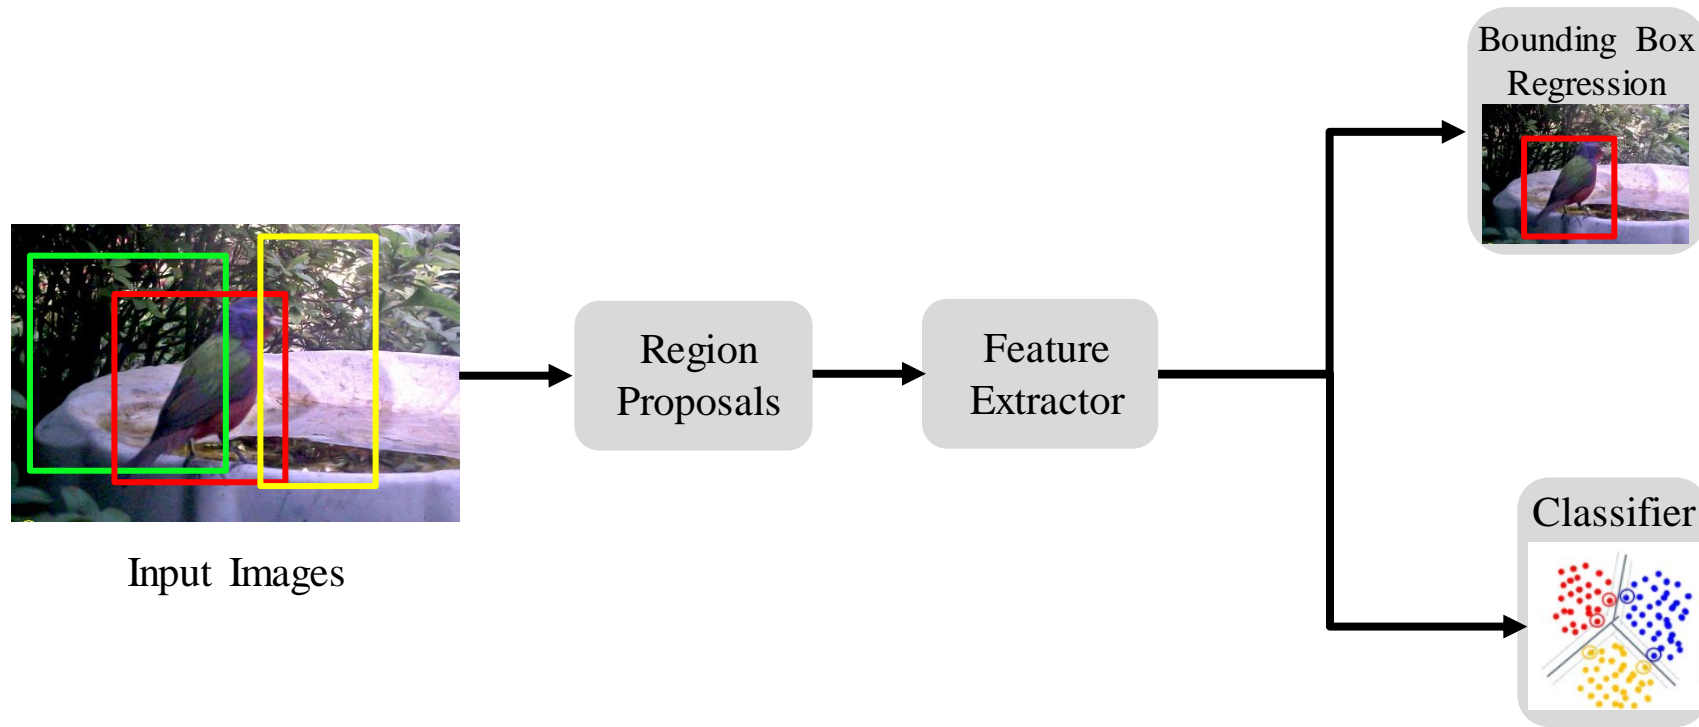 Bounding Box
Regression
Region
Proposals
Feature
Extractor
Classifier
Input Images